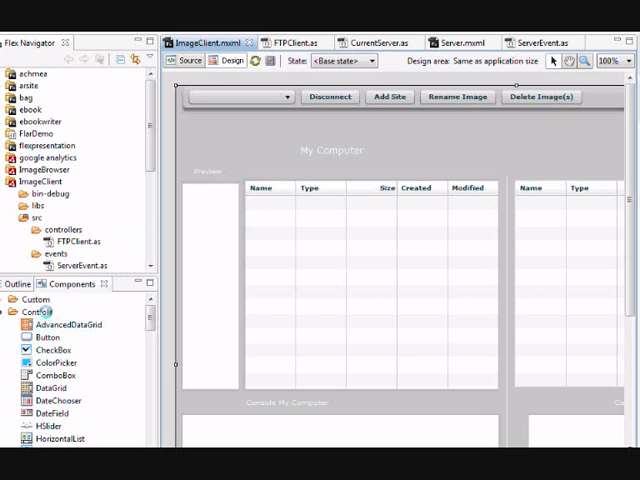 Flex Navigator
ImageClient.mxml
FTPClient.as
CurrentServer.as
Server.mxml
ServerEvent.as
Source
Design
State:
<Base state>
Design area: Same as application size
100%
achmea
arsite
bag
ebook
ebookwriter
FlarDemo
flexpresentation
google analytics
ImageBrowser
ImageClient
bin-debug
libs
src
controllers
FTPClient.as
events
ServerEvent.as
Disconnect
Add Site
Rename Image
Delete Image(s)
My Computer
Preview
Name
Type
Size
Created
Modified
Name
Type
Console My Computer
Outline
Components
Custom
AdvancedDataGrid
Button
CheckBox
ColorPicker
ComboBox
DataGrid
DateChooser
DateField
HSlider
HorizontalList